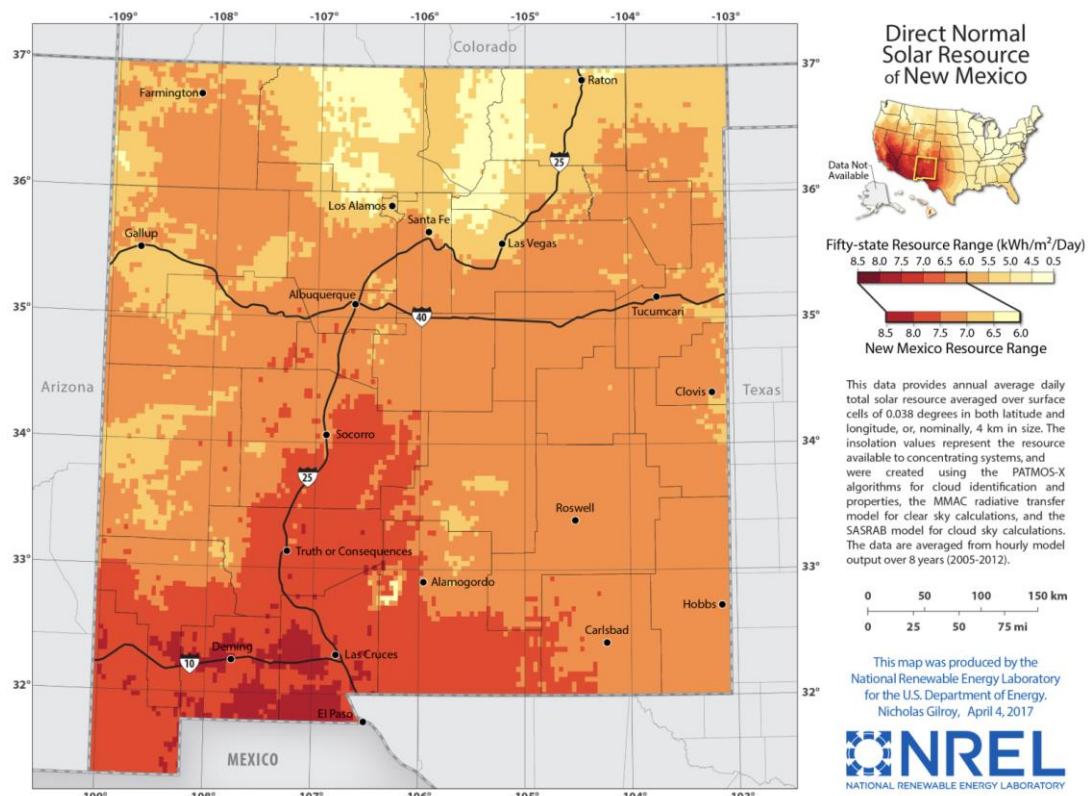 -109° -108° -107° -106° -105° -104° -103°
Direct Normal
Solar Resource
of New Mexico
Colorado
37° 37°
Raton
Farmington
25
Data Not
Available
36° 36°
Los Alamos
Santa Fe
Gallup
Las Vegas
Fifty-state Resource Range (kWh/m²/Day)
8.5 8.0 7.5 7.0 6.5 6.0 5.5 5.0 4.5
Albuquerque
Tucumcari
35° 35°
40
8.5 8.0 7.5 7.0 6.5 6.0
New Mexico Resource Range
Arizona
Clovis
Texas
This data provides annual average daily
total solar resource averaged over surface
cells of 0.038 degrees in both latitude and
longitude, or, nominally, 4 km in size. The
insolation values represent the resource
available to concentrating systems, and
were created using the PATMOS-X
algorithms for cloud identification and
properties, the MMAC radiative transfer
model for clear sky calculations, and the
SASRAB model for cloud sky calculations.
The data are averaged from hourly model
output over 8 years (2005-2012).
34° 34°
Socorro
25
Roswell
33° 33°
Truth or Consequences
Alamogordo
Hobbs
0 50 100 150 km
0 25 50 75 mi
Carlsbad
Deming
Las Cruces
10
32° 32°
El Paso
MEXICO
This map was produced by the
National Renewable Energy Laboratory
for the U.S. Department of Energy.
Nicholas Gilroy, April 4, 2017
NREL
NATIONAL RENEWABLE ENERGY LABORATORY